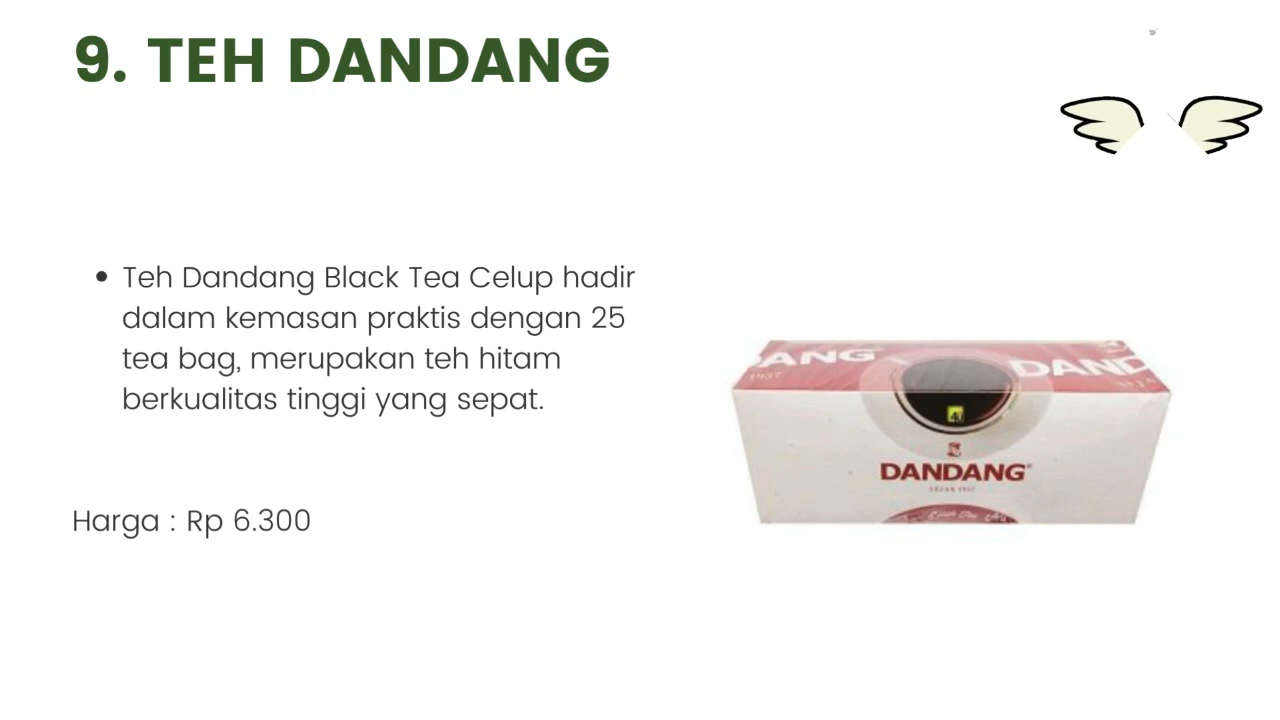 9. TEH DANDANG
Teh Dandang Black Tea Celup hadir
dalam kemasan praktis dengan 25
tea bag, merupakan teh hitam
berkualitas tinggi yang sepat.
Harga : Rp 6.300
DANG
DAND
1957
DANDANG
SEJAK 1957